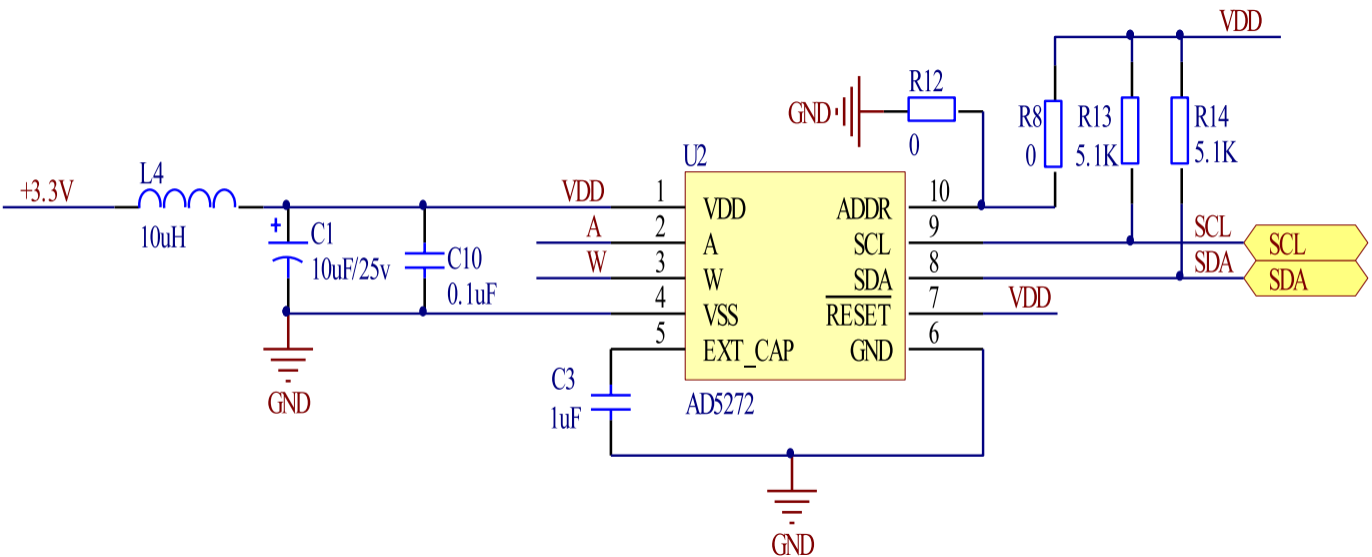 VDD
R12
GND
0
R8
0
R13
5.1K
R14
5.1K
U2
+3.3V
L4
10uH
+
C1
10uF/25v
C10
0.1uF
VDD
A
W
1
2
3
4
5
VDD
A
W
VSS
EXT_CAP
ADDR
SCL
SDA
RESET
GND
10
9
8
7
6
SCL
SDA
VDD
SCL
SDA
GND
C3
1uF
AD5272
GND